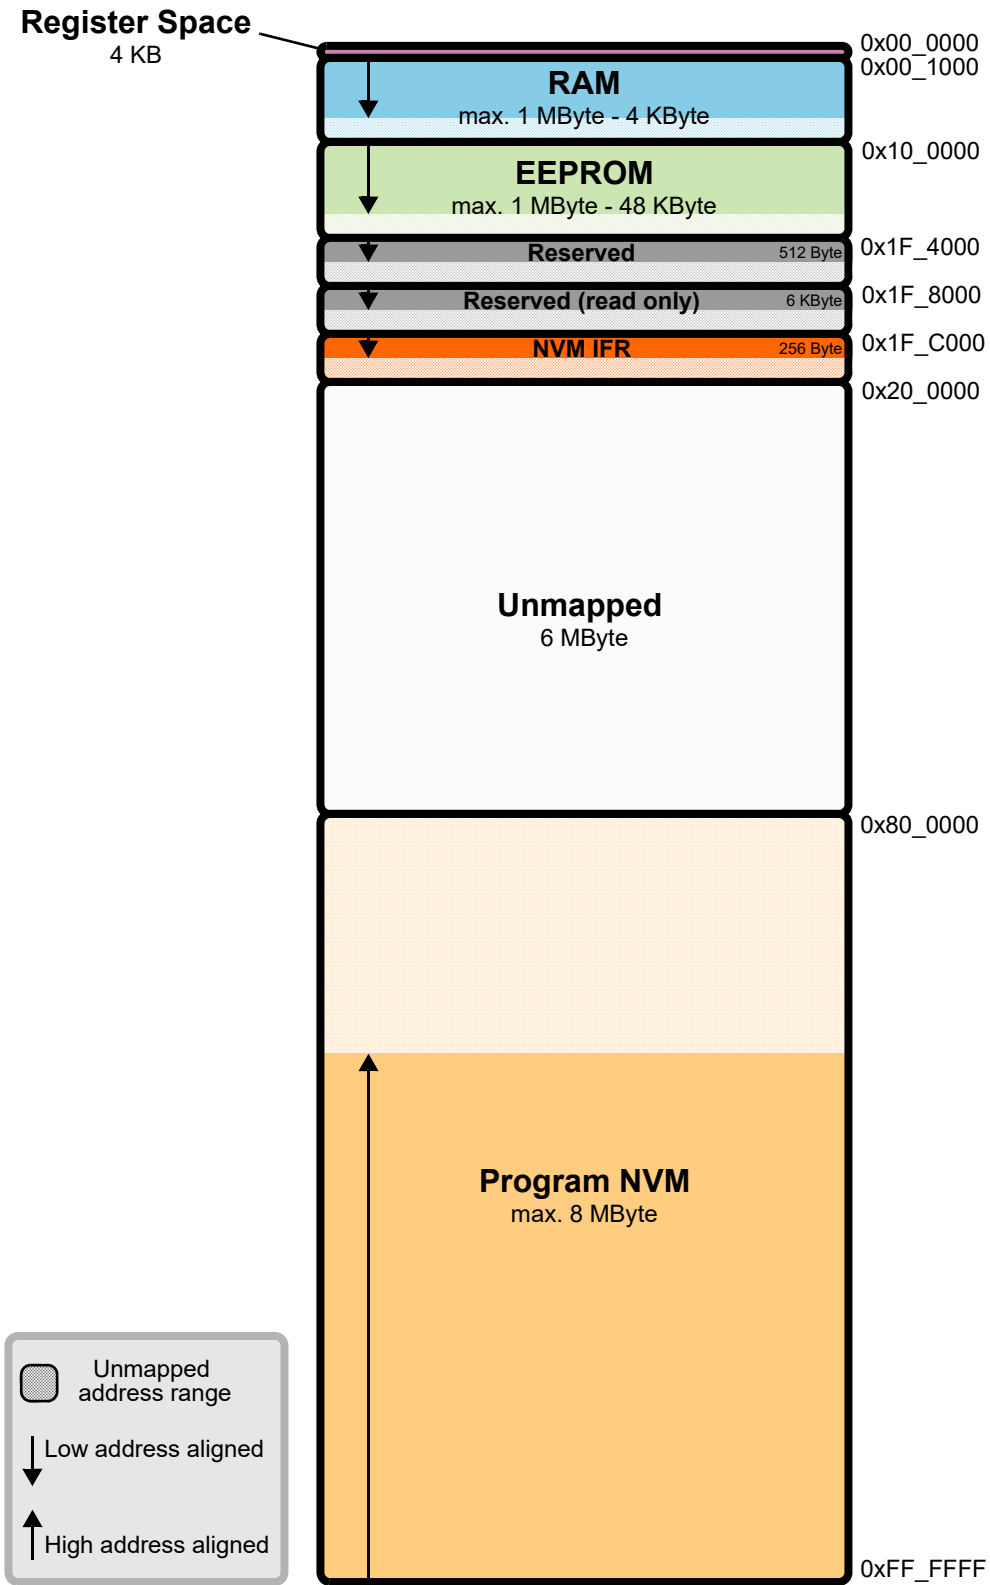 Register Space
4 KB
0x00_0000
0x00_1000
RAM
max. 1 MByte - 4 KByte
0x10_0000
EEPROM
max. 1 MByte - 48 KByte
0x1F_4000
Reserved 512 Byte
0x1F_8000
Reserved (read only) 6 KByte
0x1F_C000
NVM IFR 256 Byte
0x20_0000
Unmapped
6 MByte
0x80_0000
Program NVM
max. 8 MByte
0xFF_FFFF
Unmapped
address range
Low address aligned
High address aligned